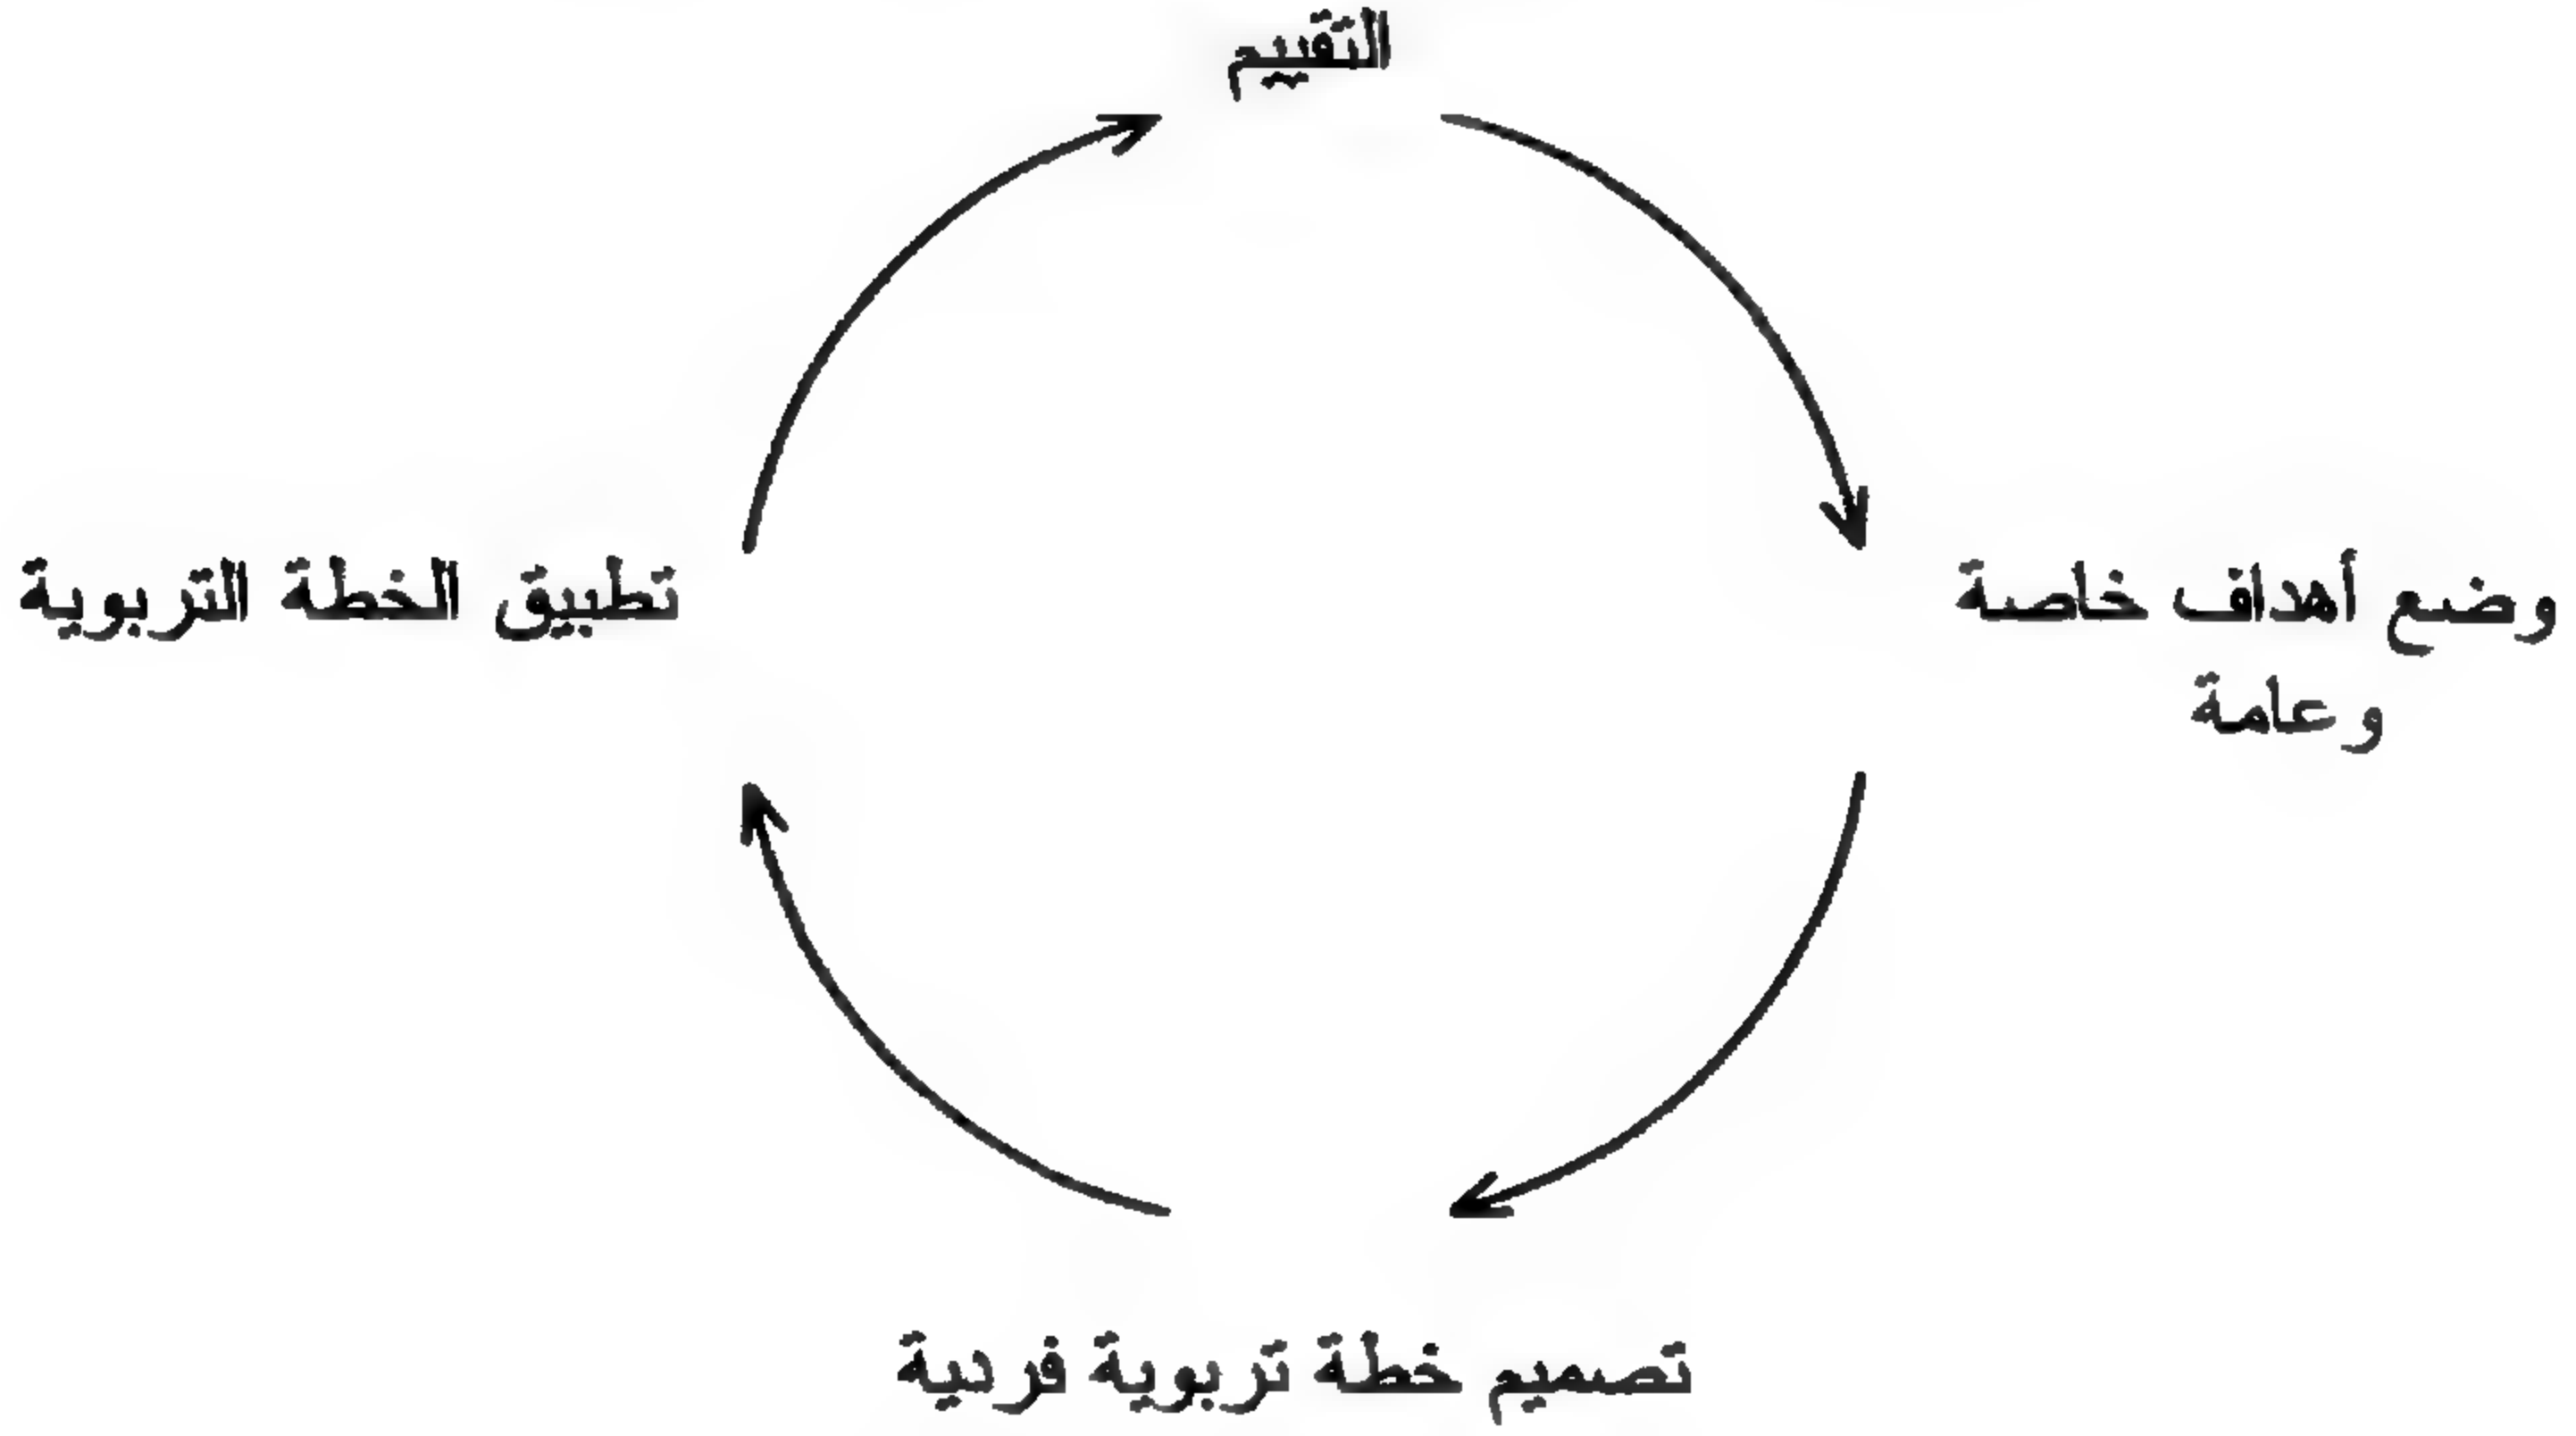 التقييم
وضع أهداف خاصة
وعامة
تصميم خطة تربوية فردية
تطبيق الخطة التربوية